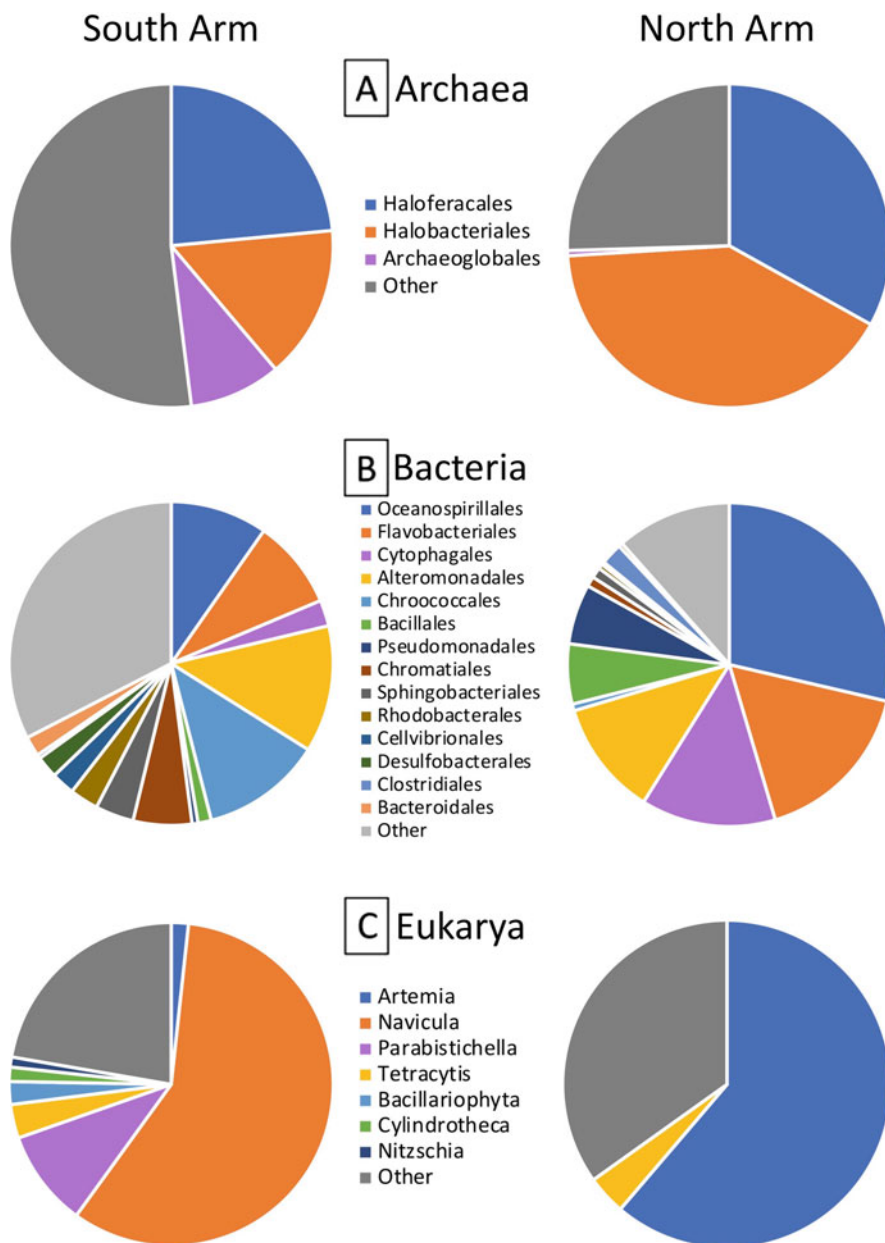 South Arm
North Arm
A Archaea
Haloferacales
Halobacteriales
Archaeoglobales
Other
B Bacteria
Oceanospirillales
Flavobacteriales
Cytophagales
Alteromonadales
Chroococcales
Bacillales
Pseudomonadales
Chromatiales
Sphingobacteriales
Rhodobacterales
Cellvibrionales
Desulfobacterales
Clostridiales
Bacteroidales
Other
C Eukarya
Artemia
Navicula
Parabistichella
Tetracytis
Bacillariophyta
Cylindrotheca
Nitzschia
Other